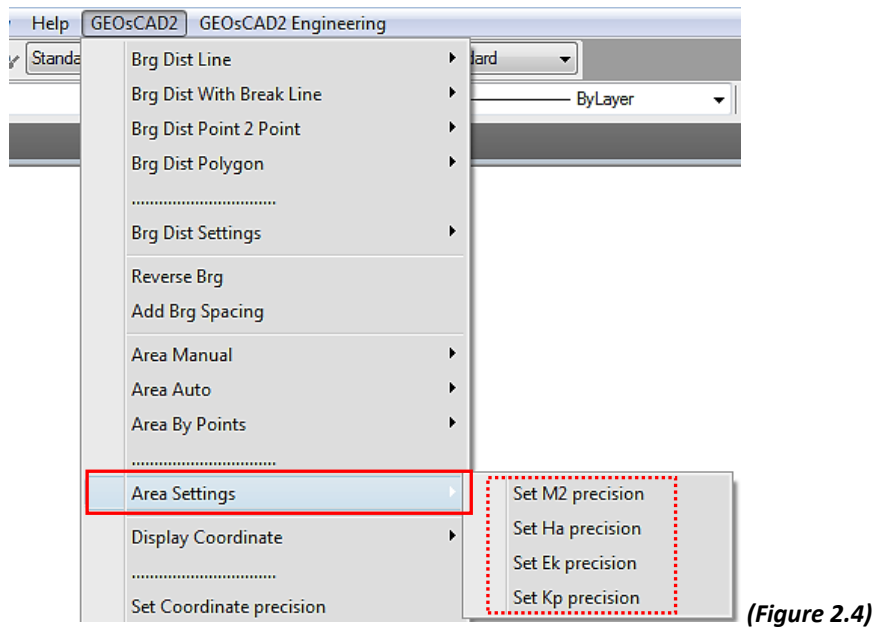 Help GEOsCAD2 GEOsCAD2 Engineering
Standa dard
ByLayer
Brg Dist Line
Brg Dist With Break Line
Brg Dist Point 2 Point
Brg Dist Polygon
.................................
Brg Dist Settings
Reverse Brg
Add Brg Spacing
Area Manual
Area Auto
Area By Points
.................................
Area Settings
Set M2 precision
Set Ha precision
Set Ek precision
Set Kp precision
Display Coordinate
.................................
Set Coordinate precision
(Figure 2.4)